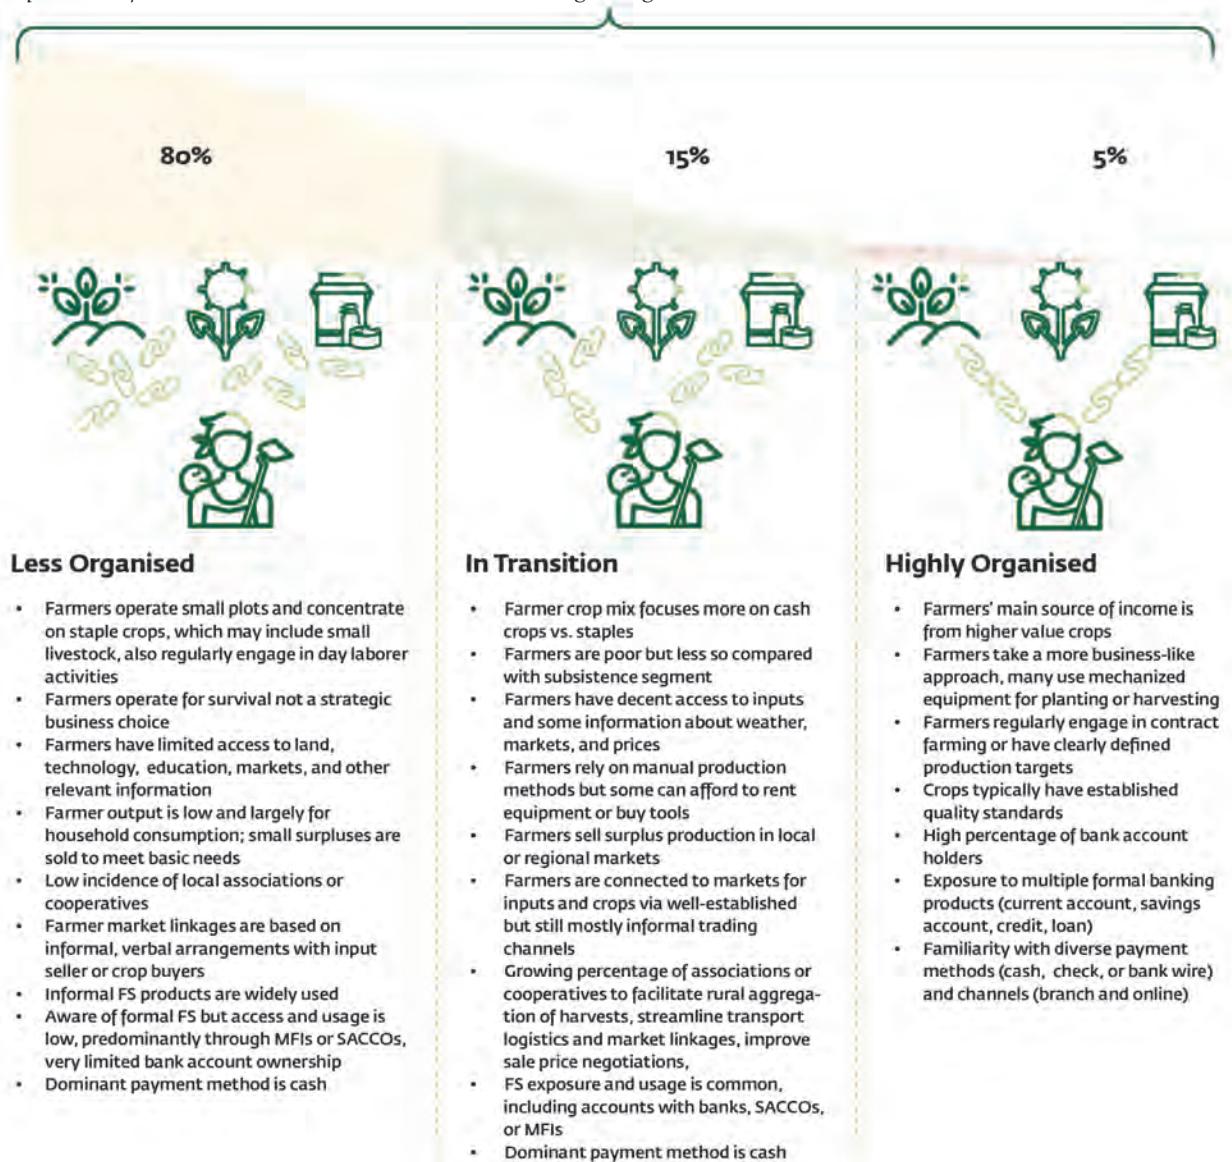 80%
15%
5%
Less Organised
• Farmers operate small plots and concentrate
on staple crops, which may include small
livestock, also regularly engage in day laborer
activities
• Farmers operate for survival not a strategic
business choice
• Farmers have limited access to land,
technology, education, markets, and other
relevant information
• Farmer output is low and largely for
household consumption; small surpluses are
sold to meet basic needs
• Low incidence of local associations or
cooperatives
• Farmer market linkages are based on
informal, verbal arrangements with input
seller or crop buyers
• Informal FS products are widely used
• Aware of formal FS but access and usage is
low, predominantly through MFIs or SACCOs,
very limited bank account ownership
• Dominant payment method is cash
In Transition
• Farmer crop mix focuses more on cash
crops vs. staples
• Farmers are poor but less so compared
with subsistence segment
• Farmers have decent access to inputs
and some information about weather,
markets, and prices
• Farmers rely on manual production
methods but some can afford to rent
equipment or buy tools
• Farmers sell surplus production in local
or regional markets
• Farmers are connected to markets for
inputs and crops via well-established
but still mostly informal trading
channels
• Growing percentage of associations or
cooperatives to facilitate rural aggrega-
tion of harvests, streamline transport
logistics and market linkages, improve
sale price negotiations,
• FS exposure and usage is common,
including accounts with banks, SACCOs,
or MFIs
• Dominant payment method is cash
Highly Organised
• Farmers' main source of income is
from higher value crops
• Farmers take a more business-like
approach, many use mechanized
equipment for planting or harvesting
• Farmers regularly engage in contract
farming or have clearly defined
production targets
• Crops typically have established
quality standards
• High percentage of bank account
holders
• Exposure to multiple formal banking
products (current account, savings
account, credit, loan)
• Familiarity with diverse payment
methods (cash, check, or bank wire)
and channels (branch and online)